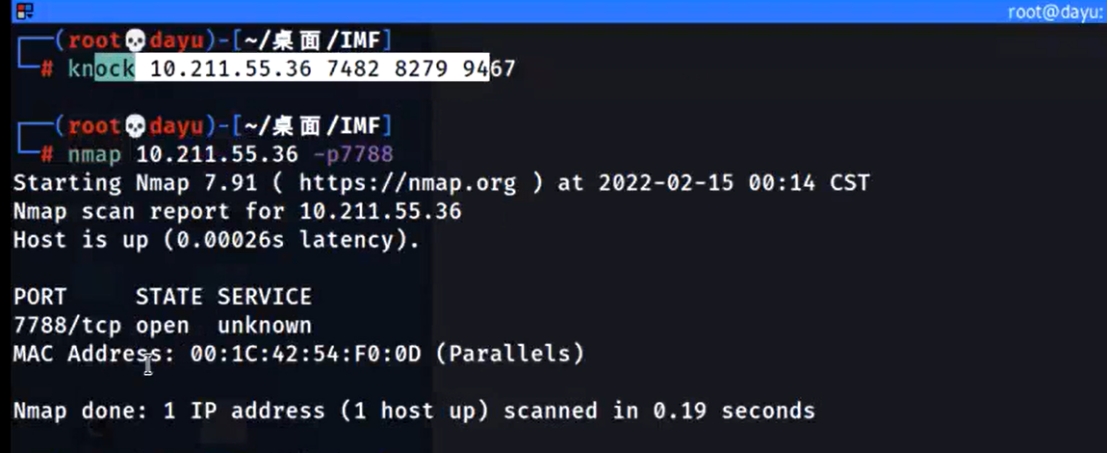 root@dayu:
┌──(root💀dayu)-[~/桌面/IMF]
└─# knock 10.211.55.36 7482 8279 9467
┌──(root💀dayu)-[~/桌面/IMF]
└─# nmap 10.211.55.36 -p7788
Starting Nmap 7.91 ( https://nmap.org ) at 2022-02-15 00:14 CST
Nmap scan report for 10.211.55.36
Host is up (0.00026s latency).
PORT     STATE SERVICE
7788/tcp open  unknown
MAC Address: 00:1C:42:54:F0:0D (Parallels)
Nmap done: 1 IP address (1 host up) scanned in 0.19 seconds